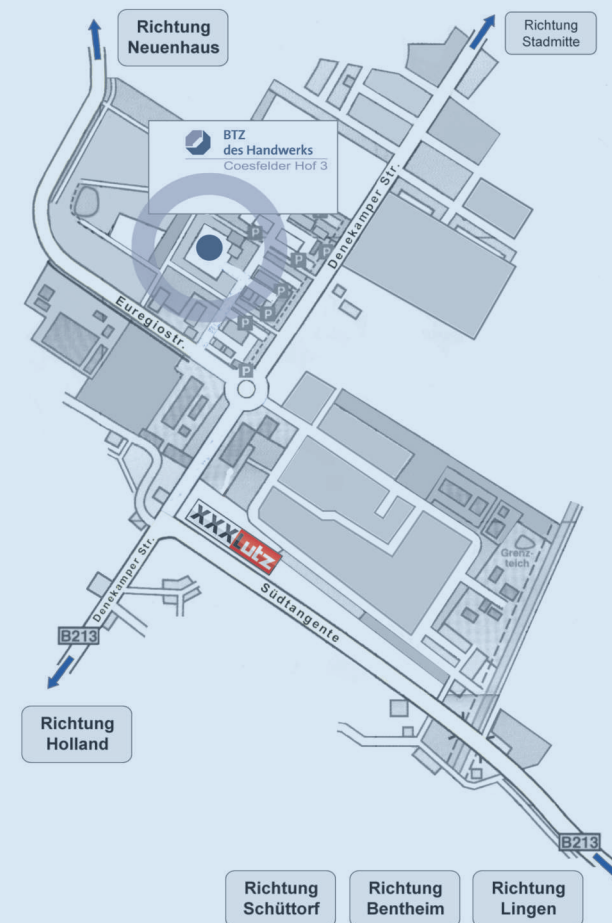 Richtung
Neuenhaus
Richtung
Stadmitte
BTZ
des Handwerks
Coesfelder Hof 3
Denekamper Str.
P
P
P
P
P
P
P
Euregiostr.
XXXLutz
Grenz-
teich
Südtangente
Denekamper Str.
B213
Richtung
Holland
B213
Richtung
Schüttorf
Richtung
Bentheim
Richtung
Lingen